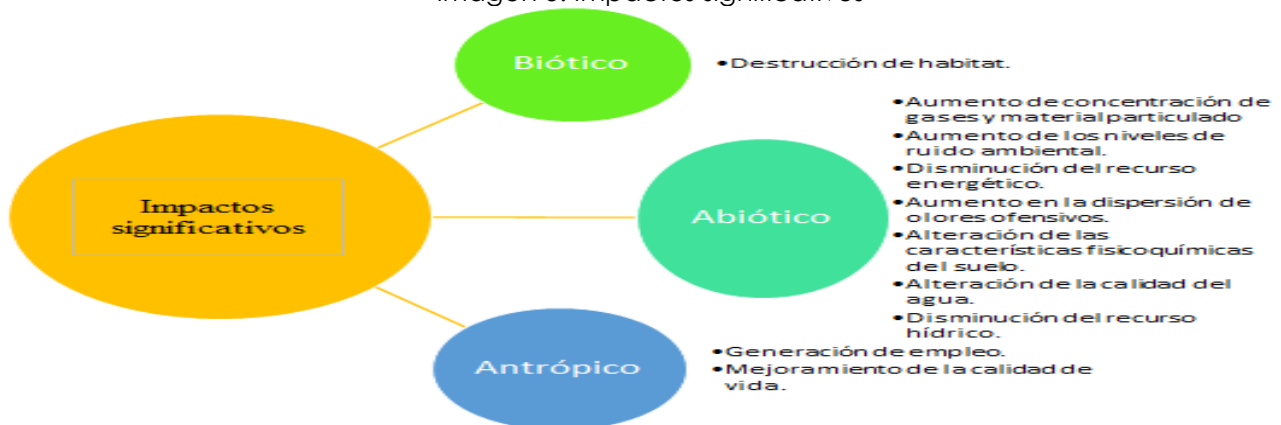 Imagen Impactos significativos
Biótico
•Destrucción de habitat.
Impactos
significativos
Abiótico
•Aumento de concentración de
gases y material particulado
•Aumento de los niveles de
ruido ambiental.
•Disminución del recurso
energético.
•Aumento en la dispersión de
olores ofensivos.
•Alteración de las
características fisicoquímicas
del suelo.
•Alteración de la calidad del
agua.
•Disminución del recurso
hídrico.
Antrópico
•Generación de empleo.
•Mejoramiento de la calidad de
vida.